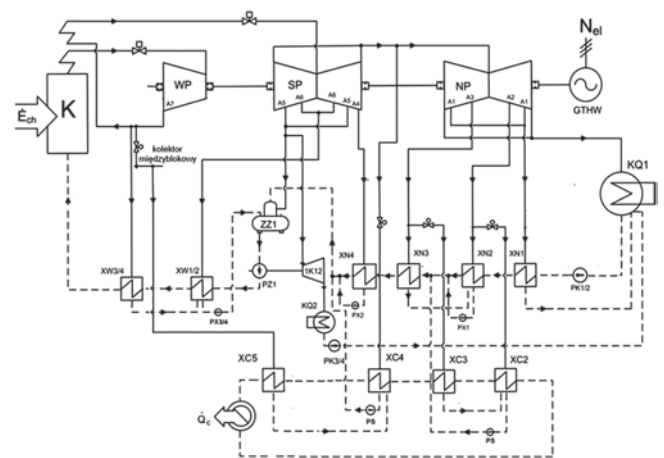 N el
WP
SP
NP
GTHW
K
Ėch
A7
A5
A6
A6
A5
A4
A1
A3
A2
A1
kolektor
międzyblokowy
KQ1
ZZ1
1K12
XW3/4
XW1/2
PX3/4
PZ1
KQ2
XN4
PX2
XN3
XN2
PX1
XN1
PK1/2
PK3/4
XC5
XC4
XC3
XC2
PS
PS
Q̇c